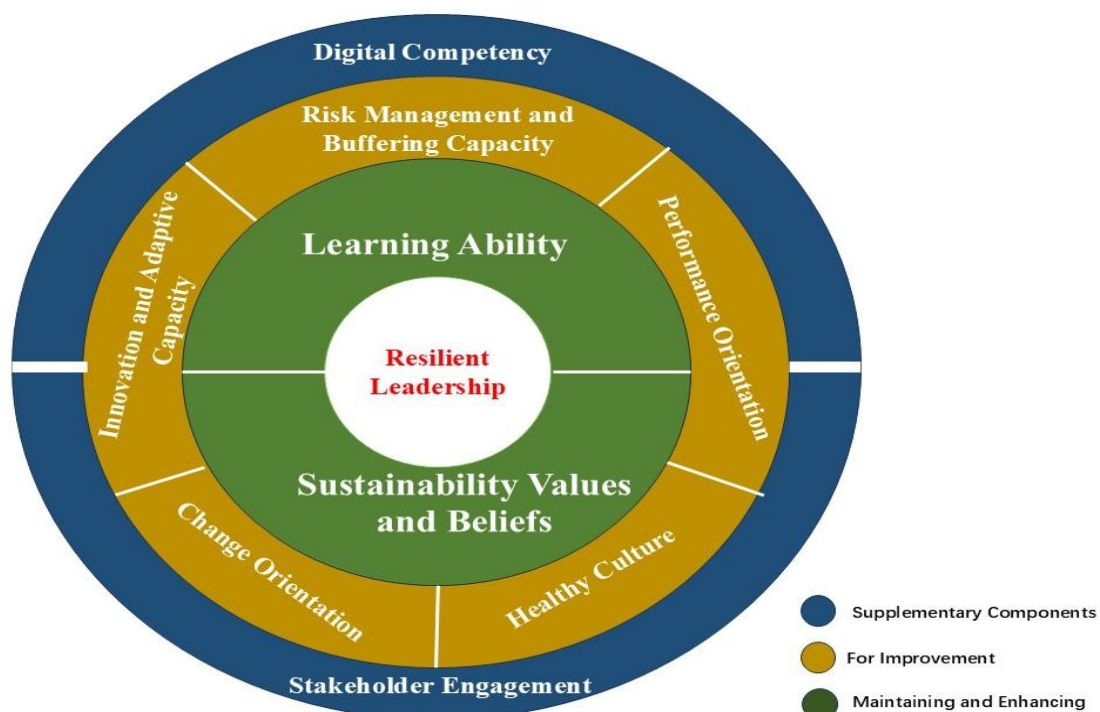 Digital Competency
Risk Management and
Buffering Capacity
Innovation and Adaptive
Capacity
Performance Orientation
Learning Ability
Resilient
Leadership
Sustainability Values
and Beliefs
Change Orientation
Healthy Culture
Stakeholder Engagement
Supplementary Components
For Improvement
Maintaining and Enhancing